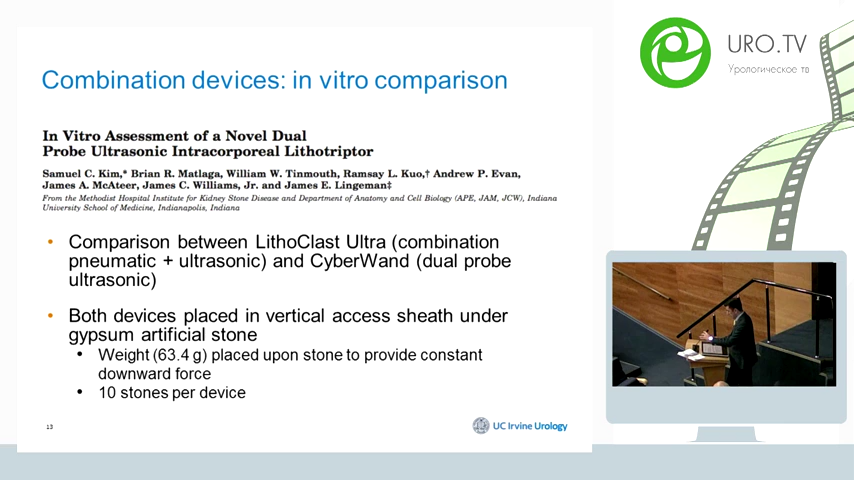 Combination devices: in vitro comparison
In Vitro Assessment of a Novel Dual
Probe Ultrasonic Intracorporeal Lithotriptor
Samuel C. Kim,* Brian R. Matlaga, William W. Tinmouth, Ramsay L. Kuo,† Andrew P. Evan,
James A. McAteer, James C. Williams, Jr. and James E. Lingeman‡
From the Methodist Hospital Institute for Kidney Stone Disease and Department of Anatomy and Cell Biology (APE, JAM, JCW), Indiana
University School of Medicine, Indianapolis, Indiana
• Comparison between LithoClast Ultra (combination
pneumatic + ultrasonic) and CyberWand (dual probe
ultrasonic)
• Both devices placed in vertical access sheath under
gypsum artificial stone
• Weight (63.4 g) placed upon stone to provide constant
downward force
• 10 stones per device
13
UC Irvine Urology
URO.TV
Урологическое тв